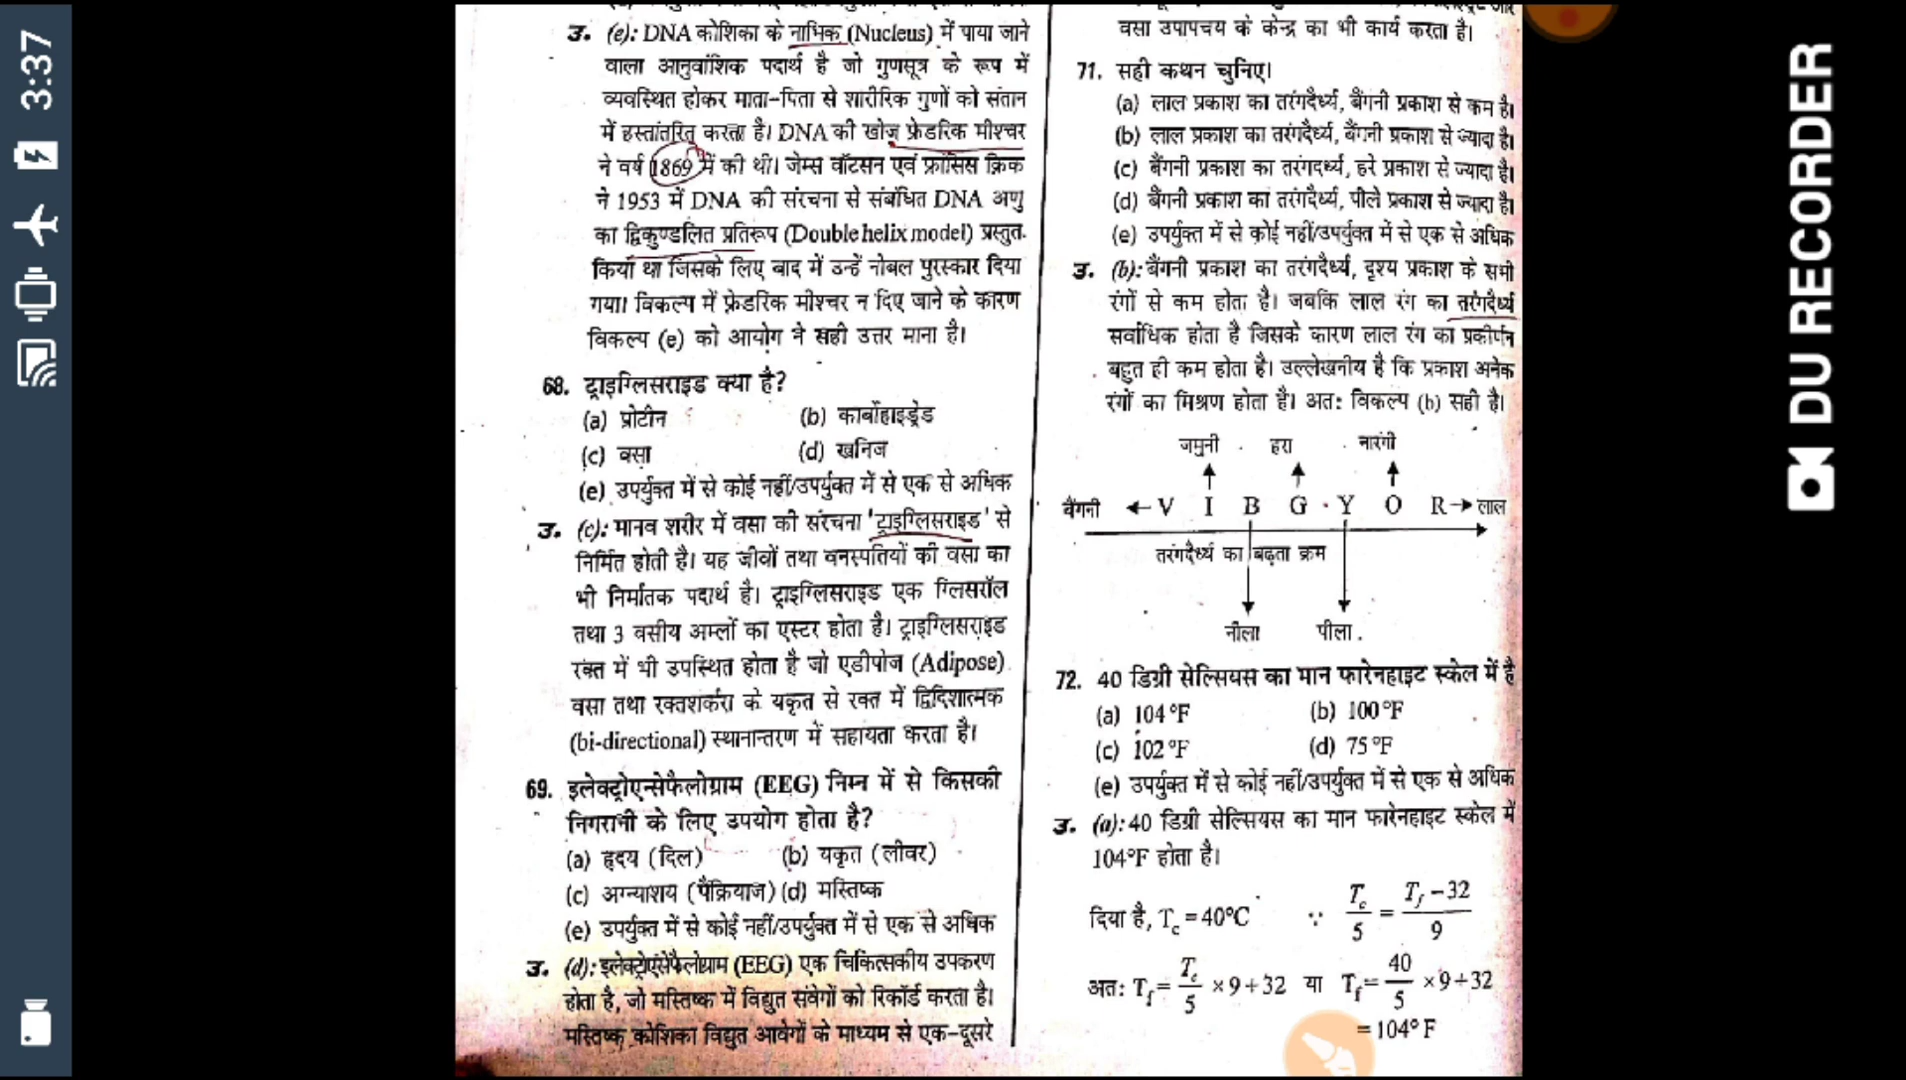 3:37
उ. (e): DNA कोशिका के नाभिक (Nucleus) में पाया जाने
वाला आनुवांशिक पदार्थ है जो गुणसूत्र के रूप में
व्यवस्थित होकर माता-पिता से शारीरिक गुणों को संतान
में हस्तांतरित करता है। DNA की खोज फ्रेडरिक मीश्चर
ने वर्ष 1869 में की थी। जेम्स वॉटसन एवं फ्रांसिस क्रिक
ने 1953 में DNA की संरचना से संबंधित DNA अणु
का द्विकुण्डलित प्रतिरूप (Double helix model) प्रस्तुत
किया था जिसके लिए बाद में उन्हें नोबल पुरस्कार दिया
गया। विकल्प में फ्रेडरिक मीश्चर न दिए जाने के कारण
विकल्प (e) को आयोग ने सही उत्तर माना है।
68. ट्राइग्लिसराइड क्या है?
(a) प्रोटीन (b) कार्बोहाइड्रेड
(c) वसा (d) खनिज
(e) उपर्युक्त में से कोई नहीं/उपर्युक्त में से एक से अधिक
उ. (c): मानव शरीर में वसा की संरचना 'ट्राइग्लिसराइड' से
निर्मित होती है। यह जीवों तथा वनस्पतियों की वसा का
भी निर्मातक पदार्थ है। ट्राइग्लिसराइड एक ग्लिसरॉल
तथा 3 वसीय अम्लों का एस्टर होता है। ट्राइग्लिसराइड
रक्त में भी उपस्थित होता है जो एडीपोज (Adipose)
वसा तथा रक्तशर्करा के यकृत से रक्त में द्विदिशात्मक
(bi-directional) स्थानान्तरण में सहायता करता है।
69. इलेक्ट्रोएन्सेफैलोग्राम (EEG) निम्न में से किसकी
निगरानी के लिए उपयोग होता है?
(a) हृदय (दिल) (b) यकृत (लीवर)
(c) अग्न्याशय (पैंक्रियाज) (d) मस्तिष्क
(e) उपर्युक्त में से कोई नहीं/उपर्युक्त में से एक से अधिक
उ. (d): इलेक्ट्रोएंसेफैलोग्राम (EEG) एक चिकित्सकीय उपकरण
होता है, जो मस्तिष्क में विद्युत संवेगों को रिकॉर्ड करता है।
मस्तिष्क कोशिका विद्युत आवेगों के माध्यम से एक-दूसरे
वसा उपापचय के केन्द्र का भी कार्य करता है।
71. सही कथन चुनिए।
(a) लाल प्रकाश का तरंगदैर्ध्य, बैंगनी प्रकाश से कम है।
(b) लाल प्रकाश का तरंगदैर्ध्य, बैंगनी प्रकाश से ज्यादा है।
(c) बैंगनी प्रकाश का तरंगदर्ध्य, हरे प्रकाश से ज्यादा है।
(d) बैंगनी प्रकाश का तरंगदैर्ध्य, पीले प्रकाश से ज्यादा है।
(e) उपर्युक्त में से कोई नहीं/उपर्युक्त में से एक से अधिक
उ. (b): बैंगनी प्रकाश का तरंगदैर्ध्य, दृश्य प्रकाश के सभी
रंगों से कम होता है। जबकि लाल रंग का तरंगदैर्ध्य
सर्वाधिक होता है जिसके कारण लाल रंग का प्रकीर्णन
बहुत ही कम होता है। उल्लेखनीय है कि प्रकाश अनेक
रंगों का मिश्रण होता है। अत: विकल्प (b) सही है।
जमुनी हरा नारंगी
बैंगनी V I B G Y O R लाल
तरंगदैर्ध्य का बढ़ता क्रम
नीला पीला
72. 40 डिग्री सेल्सियस का मान फारेनहाइट स्केल में है
(a) 104°F (b) 100°F
(c) 102°F (d) 75°F
(e) उपर्युक्त में से कोई नहीं/उपर्युक्त में से एक से अधिक
उ. (a): 40 डिग्री सेल्सियस का मान फारेनहाइट स्केल में
104°F होता है।
दिया है, T_c = 40°C ∵ T_c/5 = (T_f − 32)/9
अत: T_f = T_c/5 × 9 + 32 या T_f = 40/5 × 9 + 32
= 104° F
DU RECORDER